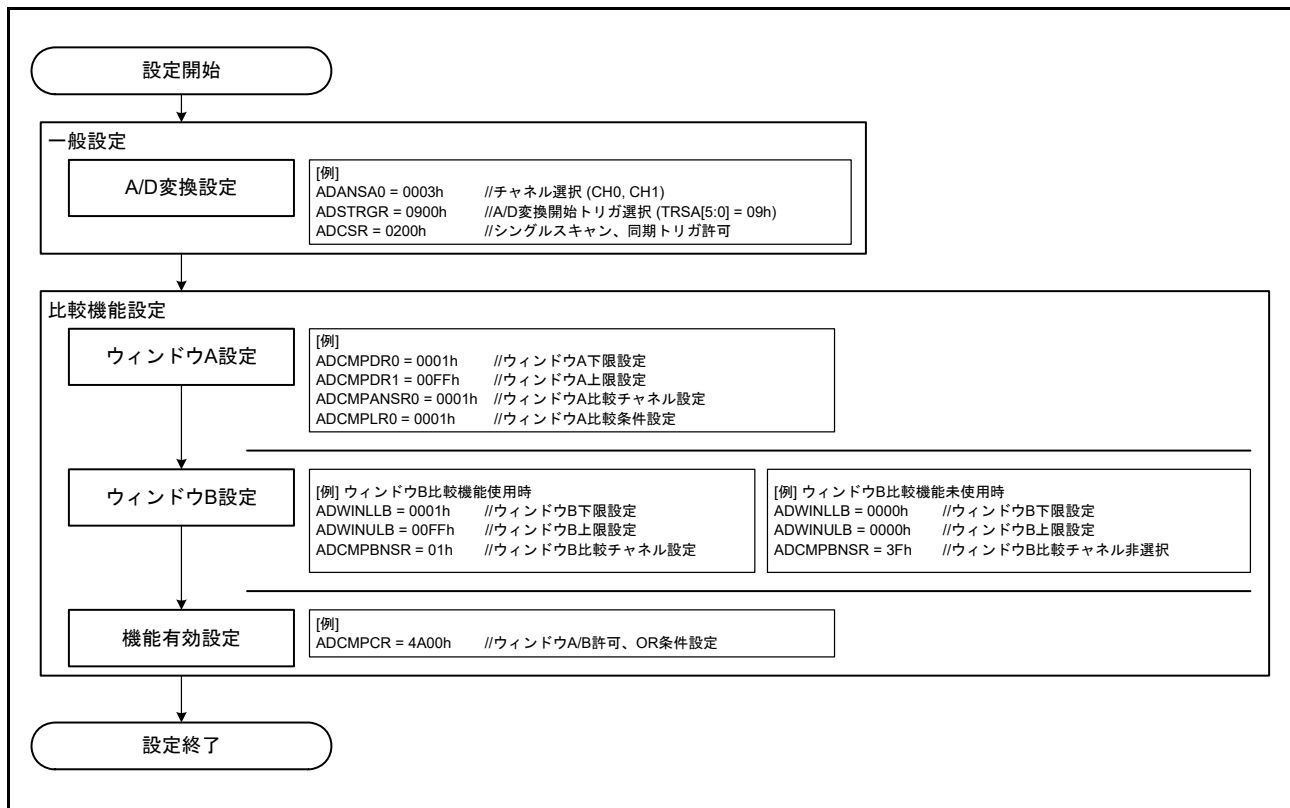 設定開始
一般設定
A/D変換設定
[例]
ADANSA0 = 0003h //チャネル選択 (CH0, CH1)
ADSTRGR = 0900h //A/D変換開始トリガ選択 (TRSA[5:0] = 09h)
ADCSR = 0200h //シングルスキャン、同期トリガ許可
比較機能設定
ウィンドウA設定
[例]
ADCMPDR0 = 0001h //ウィンドウA下限設定
ADCMPDR1 = 00FFh //ウィンドウA上限設定
ADCMPANSR0 = 0001h //ウィンドウA比較チャネル設定
ADCMPLR0 = 0001h //ウィンドウA比較条件設定
ウィンドウB設定
[例] ウィンドウB比較機能使用時
ADWINLLB = 0001h //ウィンドウB下限設定
ADWINULB = 00FFh //ウィンドウB上限設定
ADCMPBNSR = 01h //ウィンドウB比較チャネル設定
[例] ウィンドウB比較機能未使用時
ADWINLLB = 0000h //ウィンドウB下限設定
ADWINULB = 0000h //ウィンドウB上限設定
ADCMPBNSR = 3Fh //ウィンドウB比較チャネル非選択
機能有効設定
[例]
ADCMPCR = 4A00h //ウィンドウA/B許可、OR条件設定
設定終了